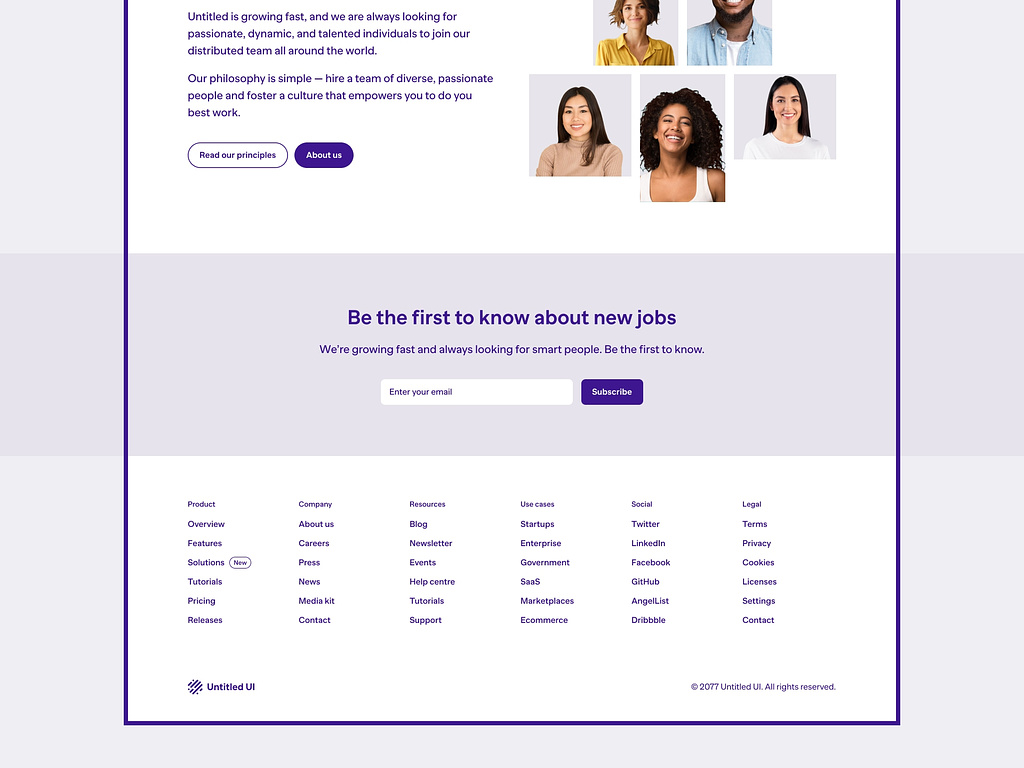 Untitled is growing fast, and we are always looking for
passionate, dynamic, and talented individuals to join our
distributed team all around the world.
Our philosophy is simple — hire a team of diverse, passionate
people and foster a culture that empowers you to do you
best work.
Read our principles
About us
Be the first to know about new jobs
We're growing fast and always looking for smart people. Be the first to know.
Enter your email
Subscribe
Product
Overview
Features
Solutions New
Tutorials
Pricing
Releases
Company
About us
Careers
Press
News
Media kit
Contact
Resources
Blog
Newsletter
Events
Help centre
Tutorials
Support
Use cases
Startups
Enterprise
Government
SaaS
Marketplaces
Ecommerce
Social
Twitter
LinkedIn
Facebook
GitHub
AngelList
Dribbble
Legal
Terms
Privacy
Cookies
Licenses
Settings
Contact
Untitled UI
© 2077 Untitled UI. All rights reserved.